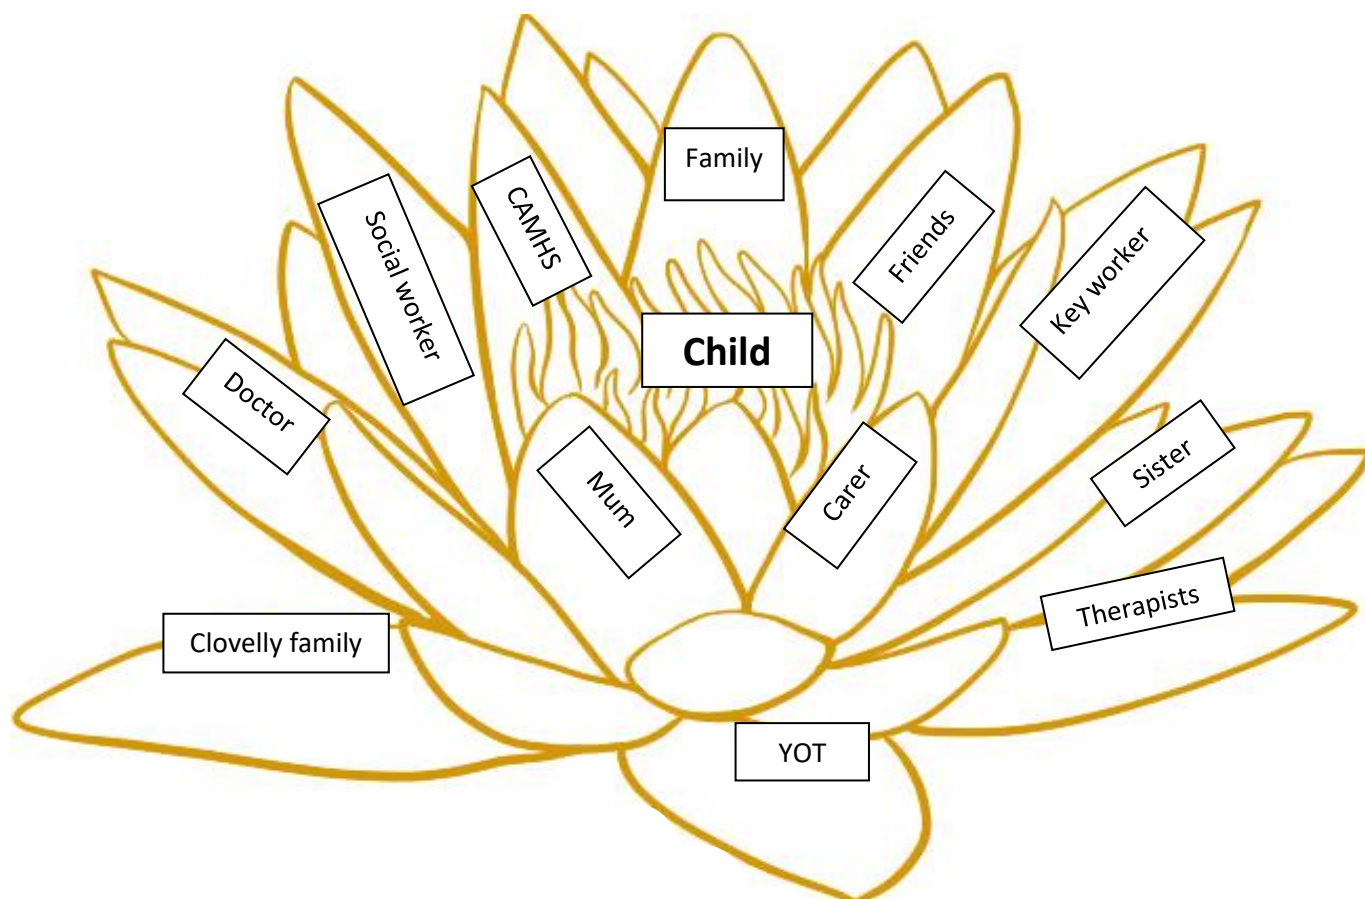 Family
CAMHS
Social worker
Friends
Key worker
Child
Doctor
Mum
Carer
Sister
Therapists
Clovelly family
YOT